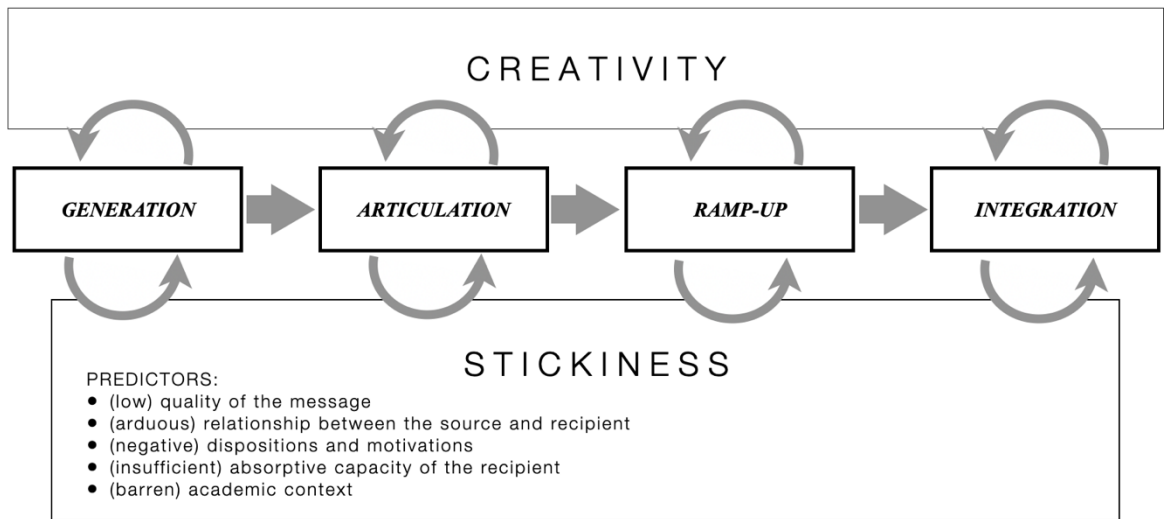 CREATIVITY
GENERATION
ARTICULATION
RAMP-UP
INTEGRATION
STICKINESS
PREDICTORS:
● (low) quality of the message
● (arduous) relationship between the source and recipient
● (negative) dispositions and motivations
● (insufficient) absorptive capacity of the recipient
● (barren) academic context